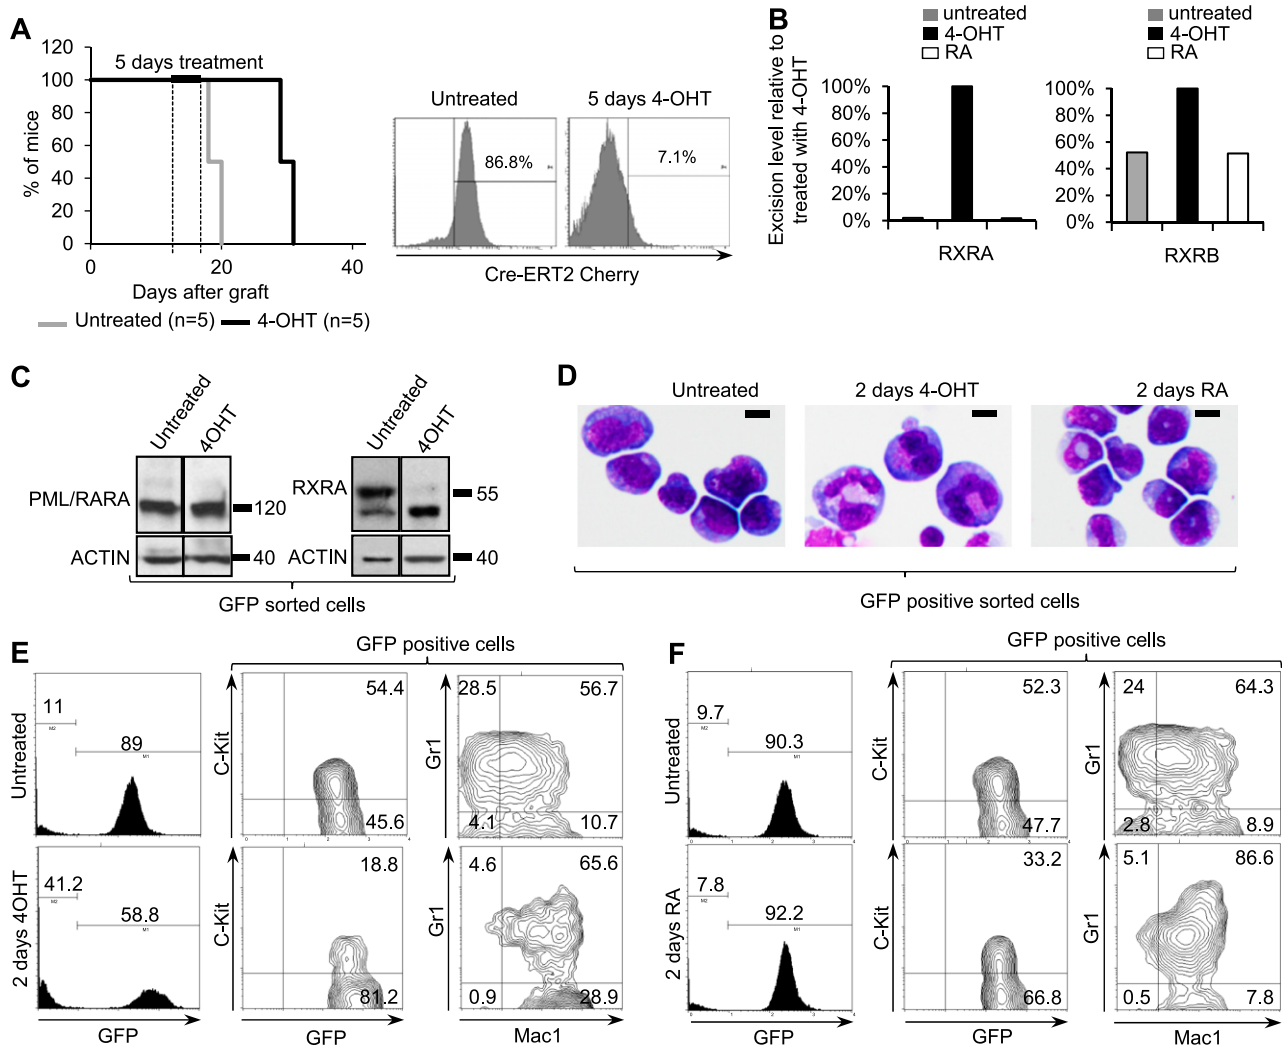 A
120
100
80
60
40
20
0
5 days treatment
% of mice
0
20
40
Days after graft
Untreated (n=5)
4-OHT (n=5)
Untreated
5 days 4-OHT
86.8%
7.1%
Cre-ERT2 Cherry
B
Excision level relative to
treated with 4-OHT
untreated
4-OHT
RA
100%
80%
60%
40%
20%
0%
RXRA
untreated
4-OHT
RA
100%
80%
60%
40%
20%
0%
RXRB
C
Untreated
4OHT
PML/RARA
120
ACTIN
40
Untreated
4OHT
RXRA
55
ACTIN
40
GFP sorted cells
D
Untreated
2 days 4-OHT
2 days RA
GFP positive sorted cells
E
GFP positive cells
Untreated
11
M2
89
M1
C-Kit
54.4
45.6
Gr1
28.5
56.7
4.1
10.7
2 days 4OHT
41.2
M2
58.8
M1
C-Kit
18.8
81.2
Gr1
4.6
65.6
0.9
28.9
GFP
GFP
Mac1
F
GFP positive cells
Untreated
9.7
M2
90.3
M1
C-Kit
52.3
47.7
Gr1
24
64.3
2.8
8.9
2 days RA
7.8
M2
92.2
M1
C-Kit
33.2
66.8
Gr1
5.1
86.6
0.5
7.8
GFP
GFP
Mac1